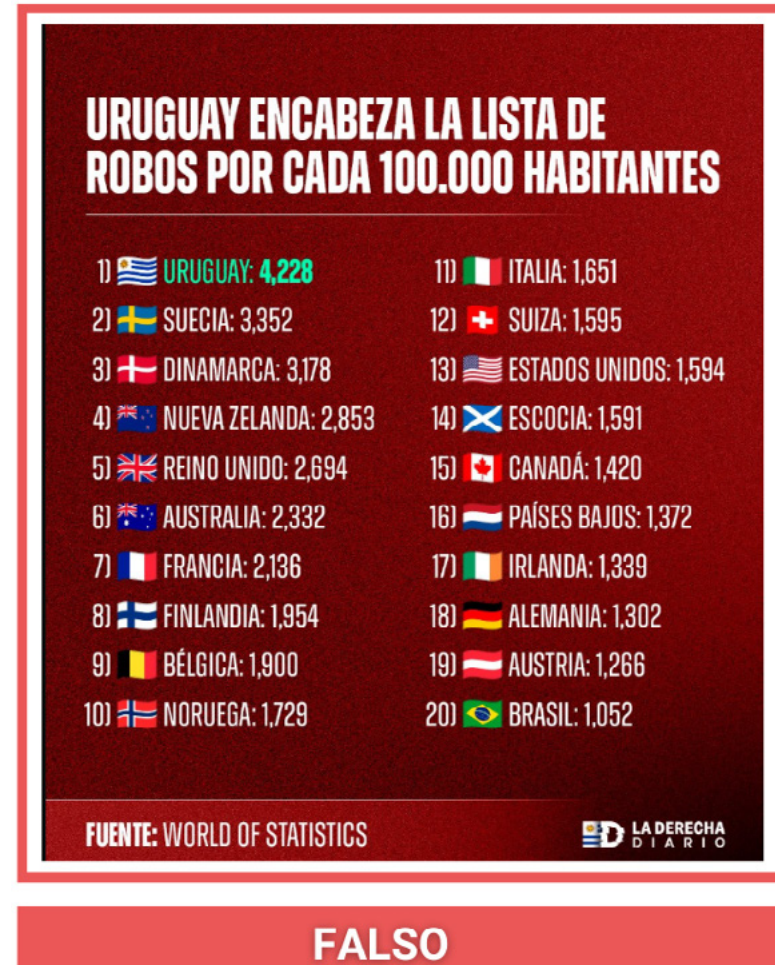 URUGUAY ENCABEZA LA LISTA DE
ROBOS POR CADA 100.000 HABITANTES
1) URUGUAY: 4,228
2) SUECIA: 3,352
3) DINAMARCA: 3,178
4) NUEVA ZELANDA: 2,853
5) REINO UNIDO: 2,694
6) AUSTRALIA: 2,332
7) FRANCIA: 2,136
8) FINLANDIA: 1,954
9) BÉLGICA: 1,900
10) NORUEGA: 1,729
11) ITALIA: 1,651
12) SUIZA: 1,595
13) ESTADOS UNIDOS: 1,594
14) ESCOCIA: 1,591
15) CANADÁ: 1,420
16) PAÍSES BAJOS: 1,372
17) IRLANDA: 1,339
18) ALEMANIA: 1,302
19) AUSTRIA: 1,266
20) BRASIL: 1,052
FUENTE: WORLD OF STATISTICS
D LA DERECHA
DIARIO
FALSO